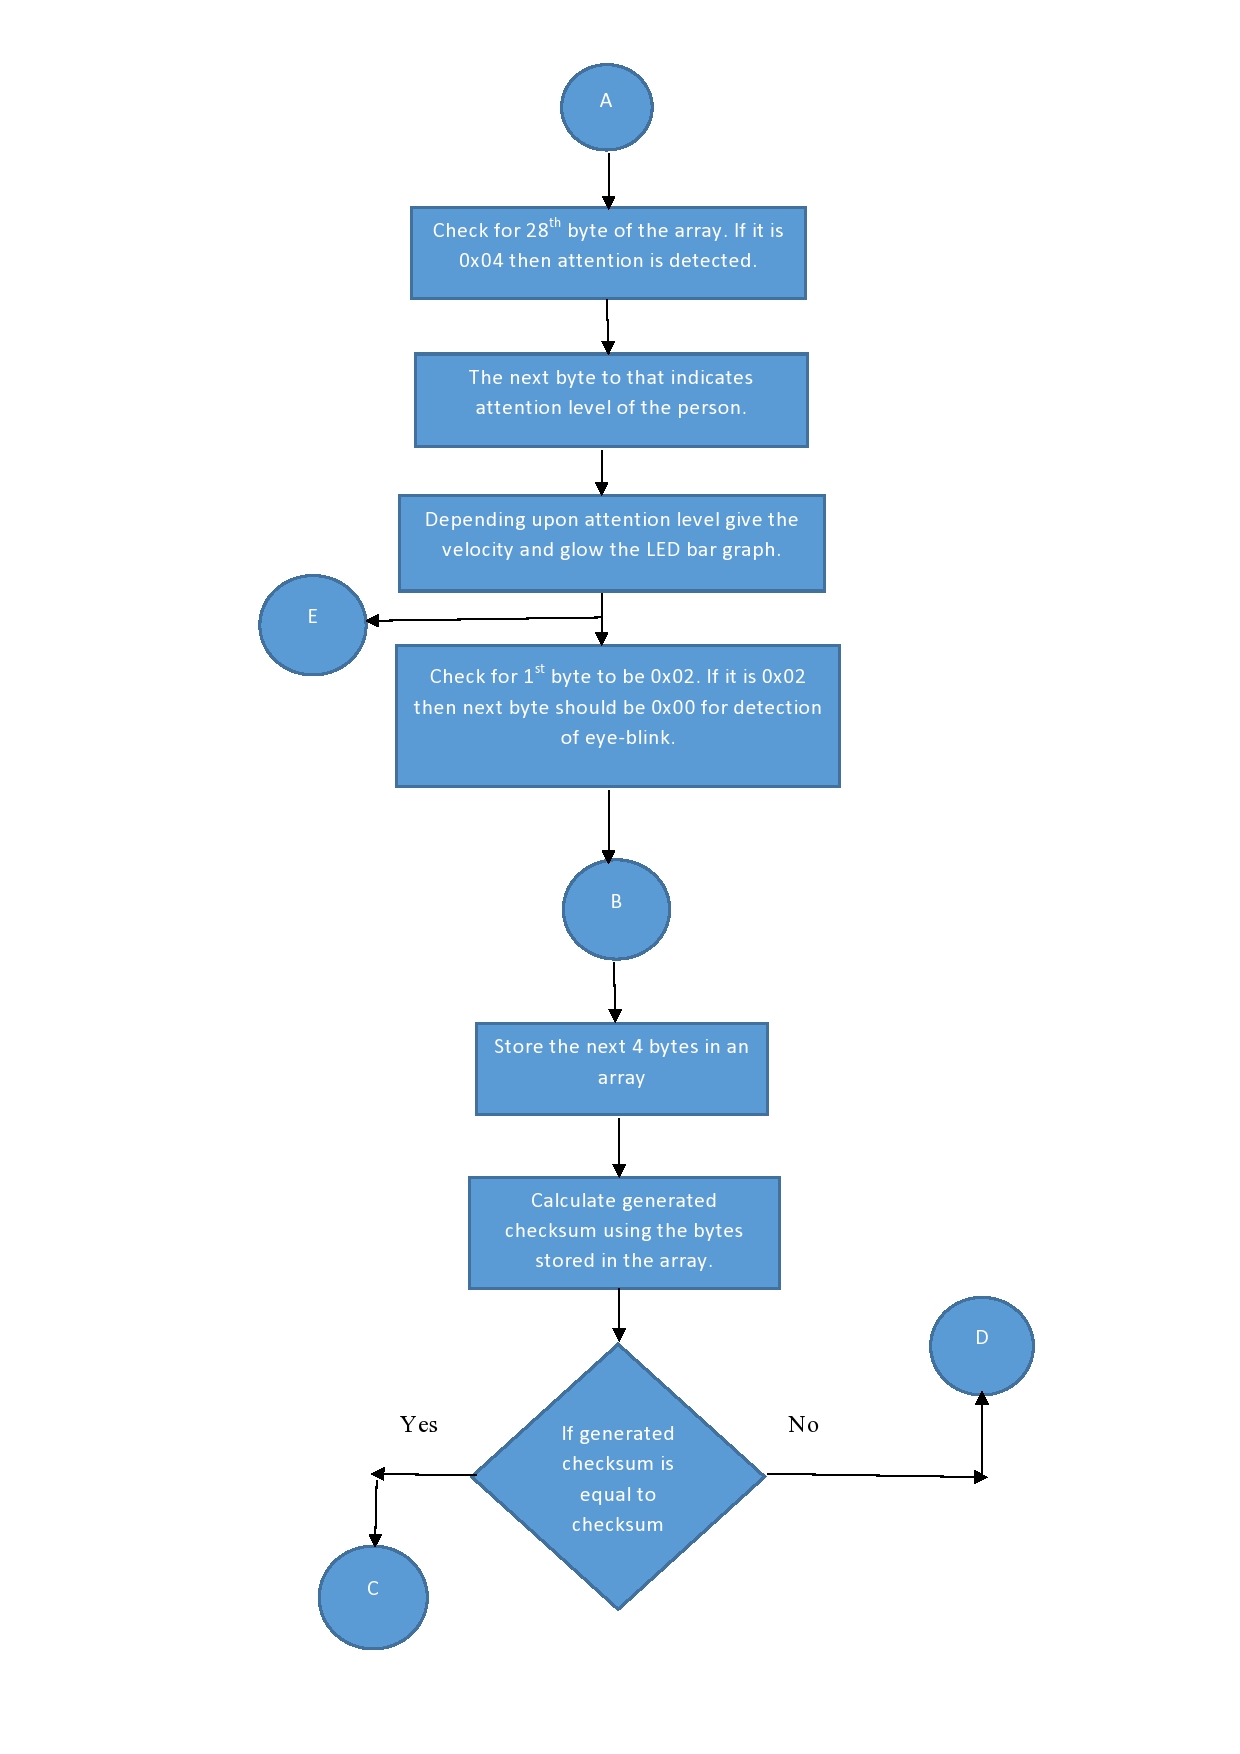 A
Check for 28th byte of the array. If it is
0x04 then attention is detected.
The next byte to that indicates
attention level of the person.
Depending upon attention level give the
velocity and glow the LED bar graph.
E
Check for 1st byte to be 0x02. If it is 0x02
then next byte should be 0x00 for detection
of eye-blink.
B
Store the next 4 bytes in an
array
Calculate generated
checksum using the bytes
stored in the array.
D
Yes
No
If generated
checksum is
equal to
checksum
C